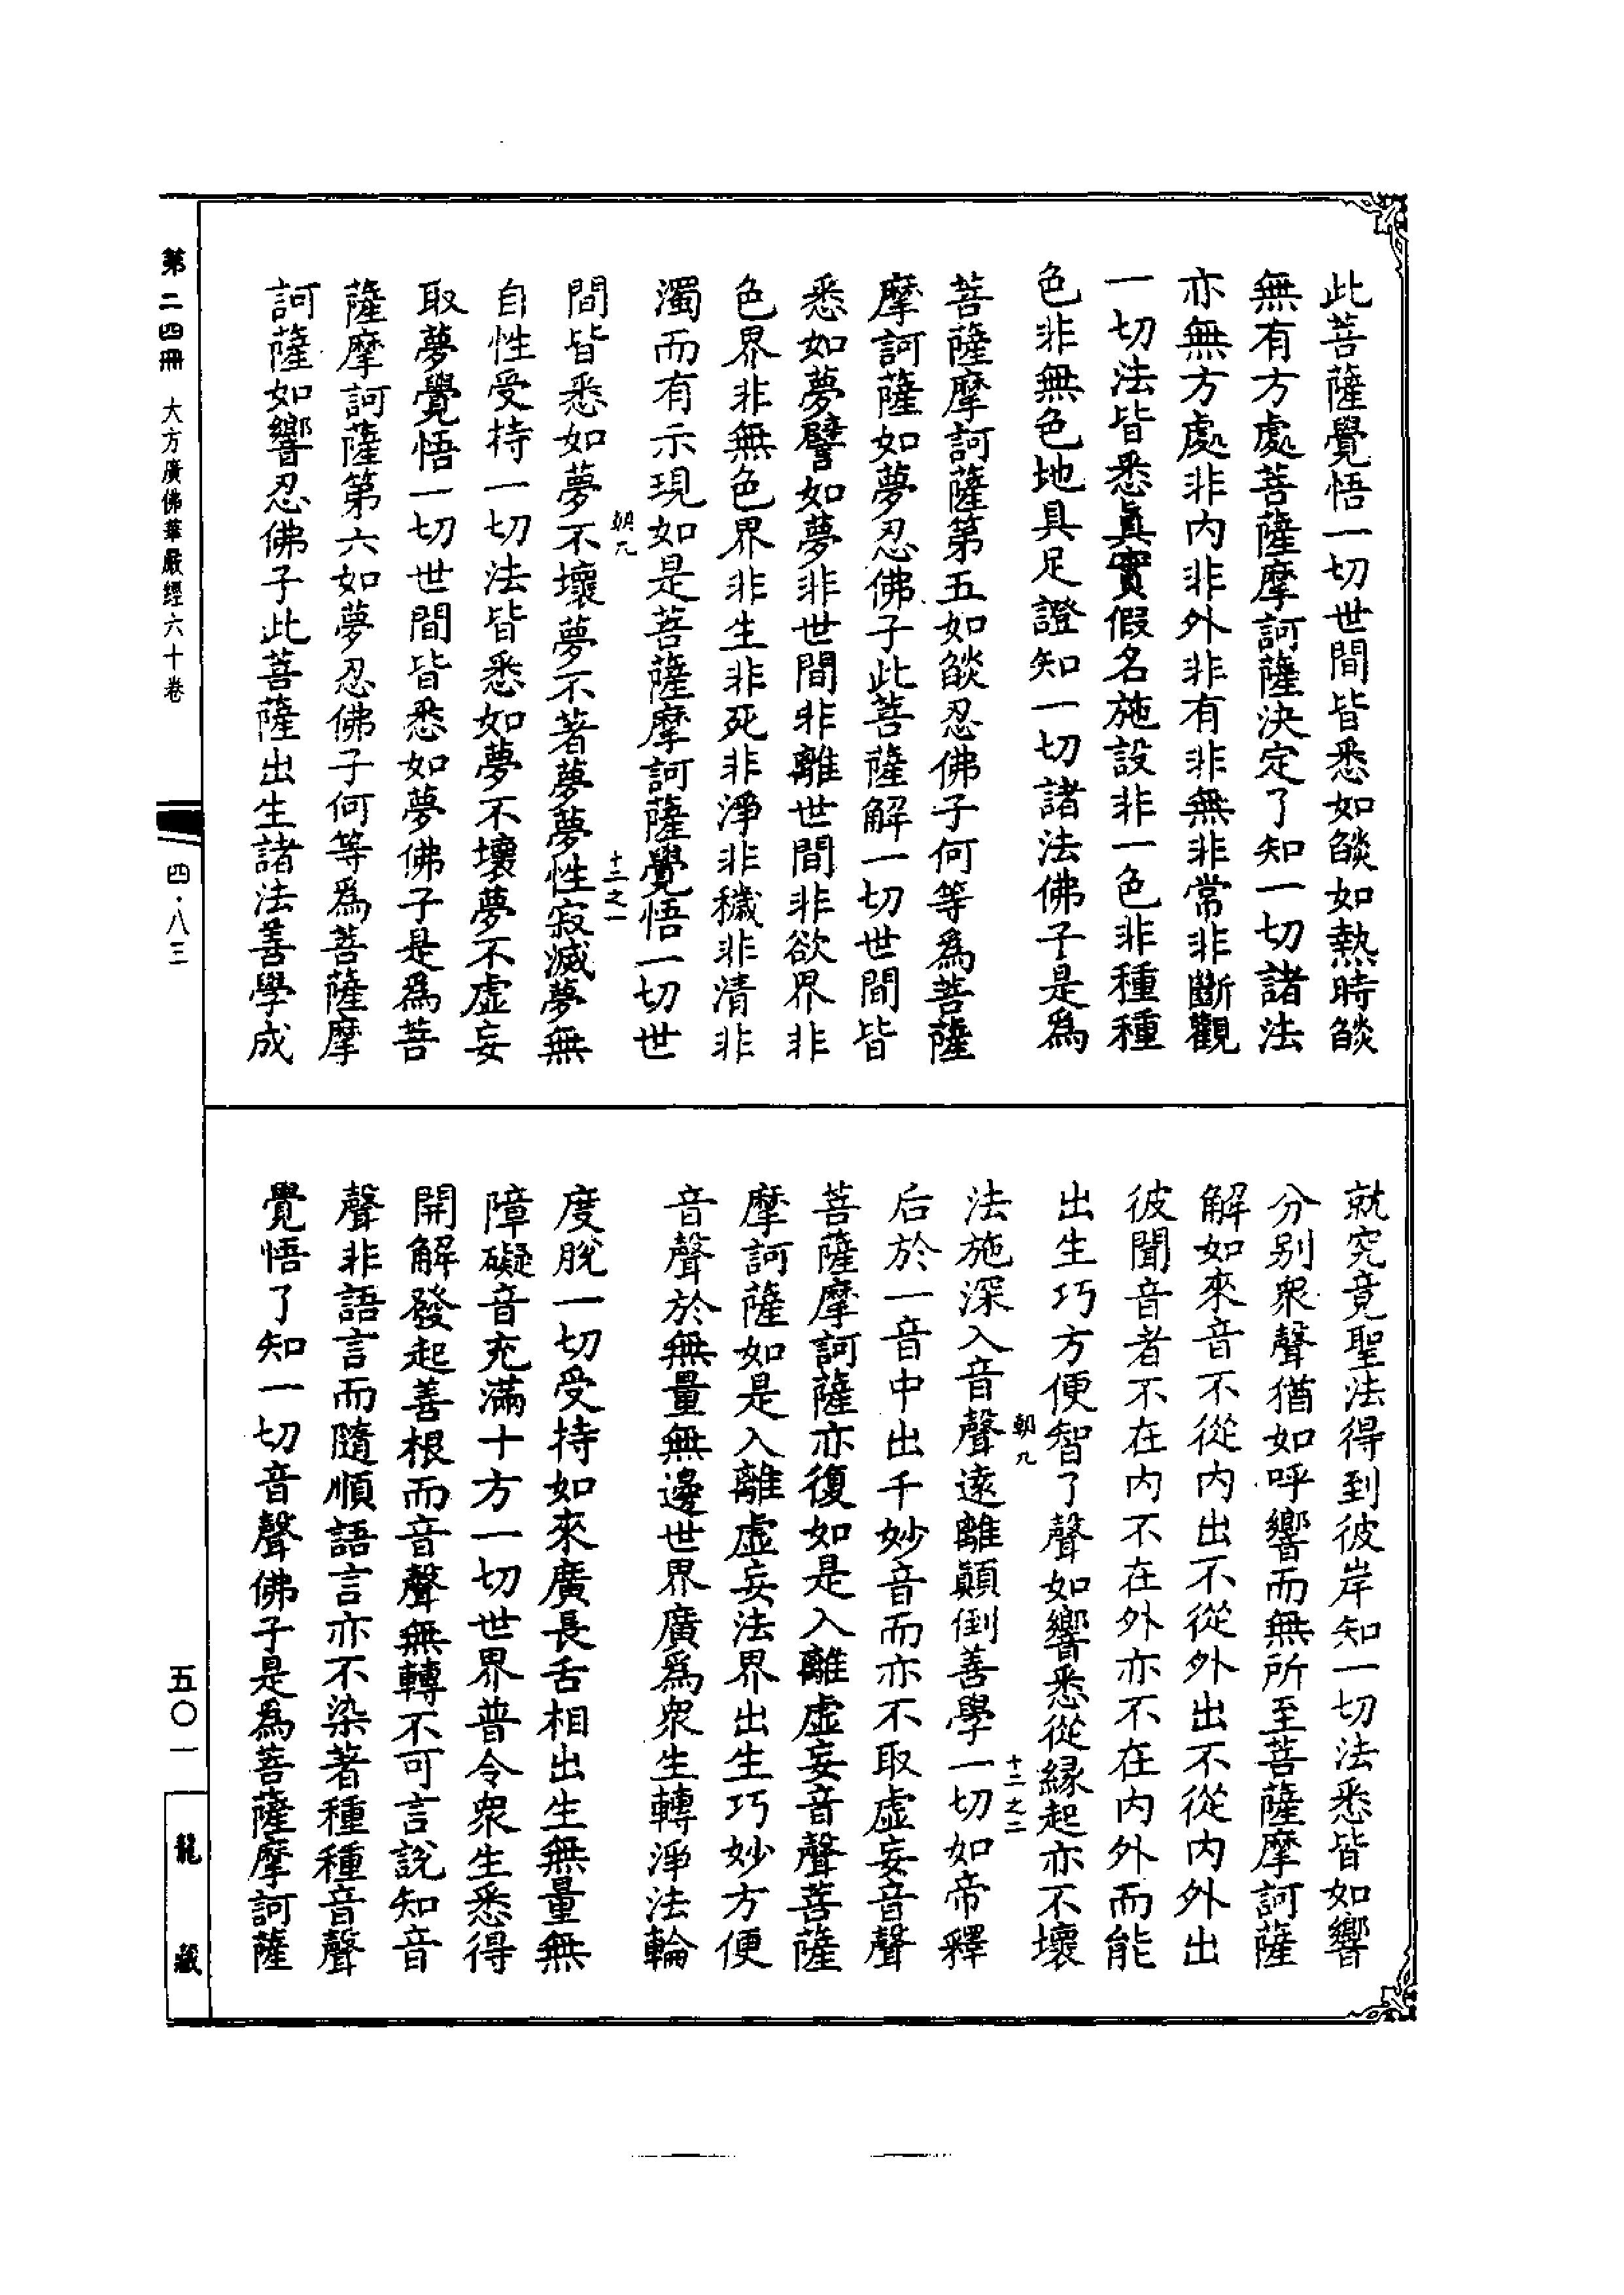 此菩薩覺悟一切世間皆悉如燄如熱時燄
無有方處菩薩摩訶薩決定了知一切諸法
亦無方處非内非外非有非無非常非斷觀
一切法皆悉眞實假名施設非一色非種種
色非無色地具足證知一切諸法佛子是爲
菩薩摩訶薩第五如燄忍佛子何等爲菩薩
摩訶薩如夢忍佛子此菩薩解一切世間皆
悉如夢譬如夢非世間非離世間非欲界非
色界非無色界非生非死非淨非穢非清非
濁而有示現如是菩薩摩訶薩覺悟一切世
朝九
十二之一
間皆悉如夢不壞夢不著夢夢性寂滅夢無
自性受持一切法皆悉如夢不壞夢不虛妄
取夢覺悟一切世間皆悉如夢佛子是爲菩
薩摩訶薩第六如夢忍佛子何等爲菩薩摩
訶薩如響忍佛子此菩薩出生諸法善學成
就究竟聖法得到彼岸知一切法悉皆如響
分別衆聲猶如呼響而無所至菩薩摩訶薩
解如來音不從内出不從外出不從内外出
彼聞音者不在内不在外亦不在内外而能
出生巧方便智了聲如響悉從縁起亦不壞
朝九
十二之二
法施深入音聲遠離顚倒善學一切如帝釋
后於一音中出千妙音而亦不取虛妄音聲
菩薩摩訶薩亦復如是入離虛妄音聲菩薩
摩訶薩如是入離虛妄法界出生巧妙方便
音聲於無量無邊世界廣爲衆生轉淨法輪
度脫一切受持如來廣長舌相出生無量無
障礙音充滿十方一切世界普令衆生悉得
開解發起善根而音聲無轉不可言說知音
聲非語言而隨順語言亦不染著種種音聲
覺悟了知一切音聲佛子是爲菩薩摩訶薩
第二四冊 大方廣佛華嚴經六十卷
四·八三
五〇一
龍藏